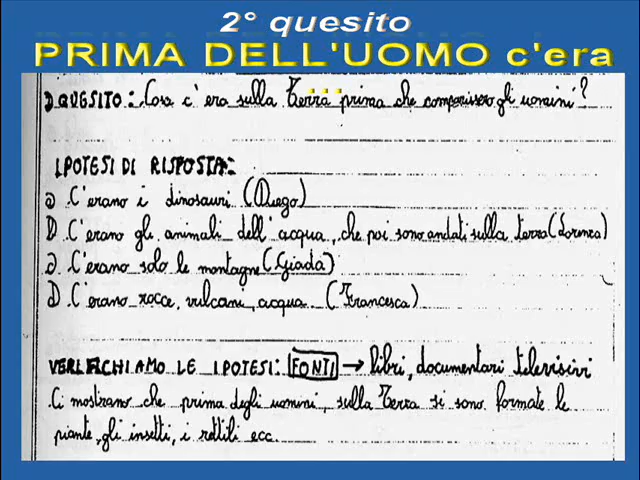 2° quesito
PRIMA DELL'UOMO c'era
...
D QUESITO: Cosa c'era sulla Terra prima che comparissero gli uomini?
IPOTESI DI RISPOSTA:
a) C'erano i dinosauri (Diego)
b) C'erano gli animali dell'acqua, che poi sono andati sulla terra (Lorenza)
c) C'erano solo le montagne (Giada)
D) C'erano rocce, vulcani, acqua. (Francesca)
VERIFICHIAMO LE IPOTESI: FONTI → libri, documentari televisivi
Ci mostrano che prima degli uomini, sulla Terra si sono formate le
piante, gli insetti, i rettili ecc.